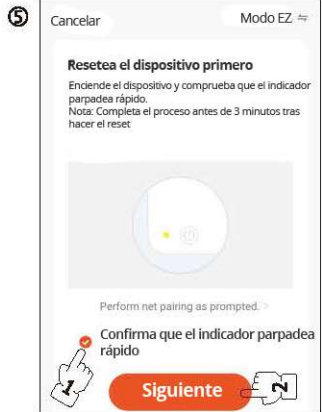 ⑤
Cancelar Modo EZ ⇋
Resetea el dispositivo primero
Enciende el dispositivo y comprueba que el indicador
parpadea rápido.
Nota: Completa el proceso antes de 3 minutos tras
hacer el reset
Perform net pairing as prompted. >
Confirma que el indicador parpadea
rápido
1
Siguiente 2